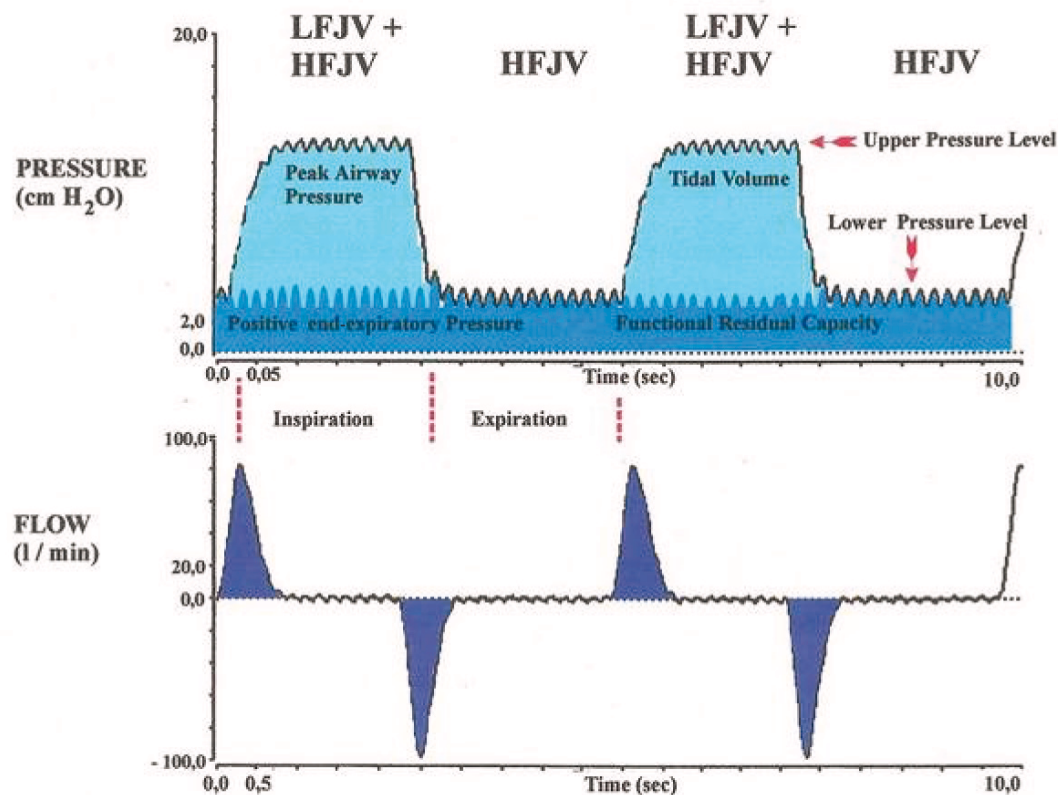 20,0
LFJV +
HFJV
HFJV
LFJV +
HFJV
HFJV
PRESSURE
(cm H₂O)
Peak Airway
Pressure
Tidal Volume
Upper Pressure Level
Lower Pressure Level
2,0
0,0
Positive end-expiratory Pressure
Functional Residual Capacity
0,0 0,05
Time (sec)
10,0
Inspiration
Expiration
100,0
FLOW
(l / min)
20,0
0,0
- 100,0
0,0 0,5
Time (sec)
10,0